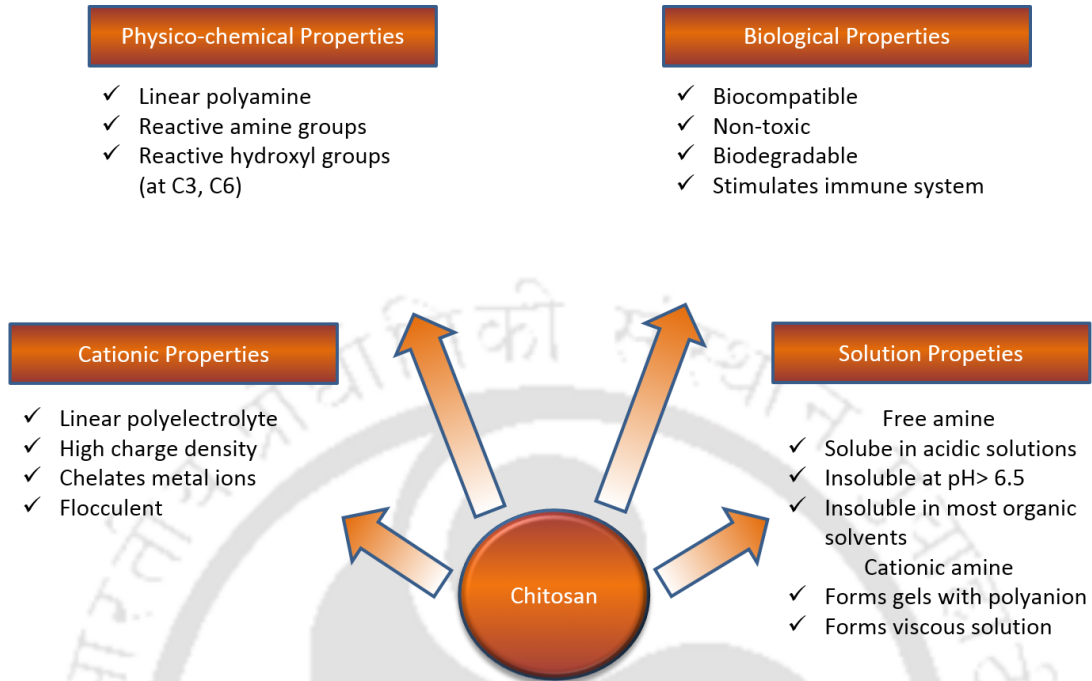 Physico-chemical Properties
✓ Linear polyamine
✓ Reactive amine groups
✓ Reactive hydroxyl groups
(at C3, C6)
Biological Properties
✓ Biocompatible
✓ Non-toxic
✓ Biodegradable
✓ Stimulates immune system
Cationic Properties
✓ Linear polyelectrolyte
✓ High charge density
✓ Chelates metal ions
✓ Flocculent
Solution Propeties
Free amine
✓ Solube in acidic solutions
✓ Insoluble at pH> 6.5
✓ Insoluble in most organic
solvents
Cationic amine
✓ Forms gels with polyanion
✓ Forms viscous solution
Chitosan